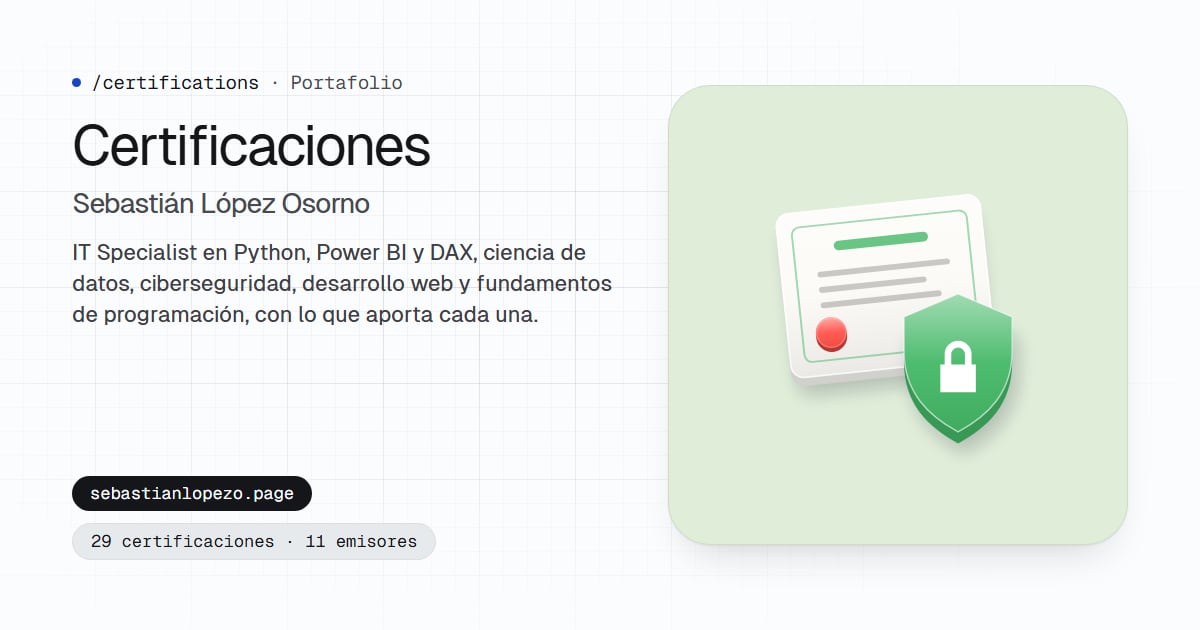 /certifications · Portafolio
Certificaciones
Sebastián López Osorno
IT Specialist en Python, Power BI y DAX, ciencia de
datos, ciberseguridad, desarrollo web y fundamentos
de programación, con lo que aporta cada una.
sebastianlopezo.page
29 certificaciones · 11 emisores